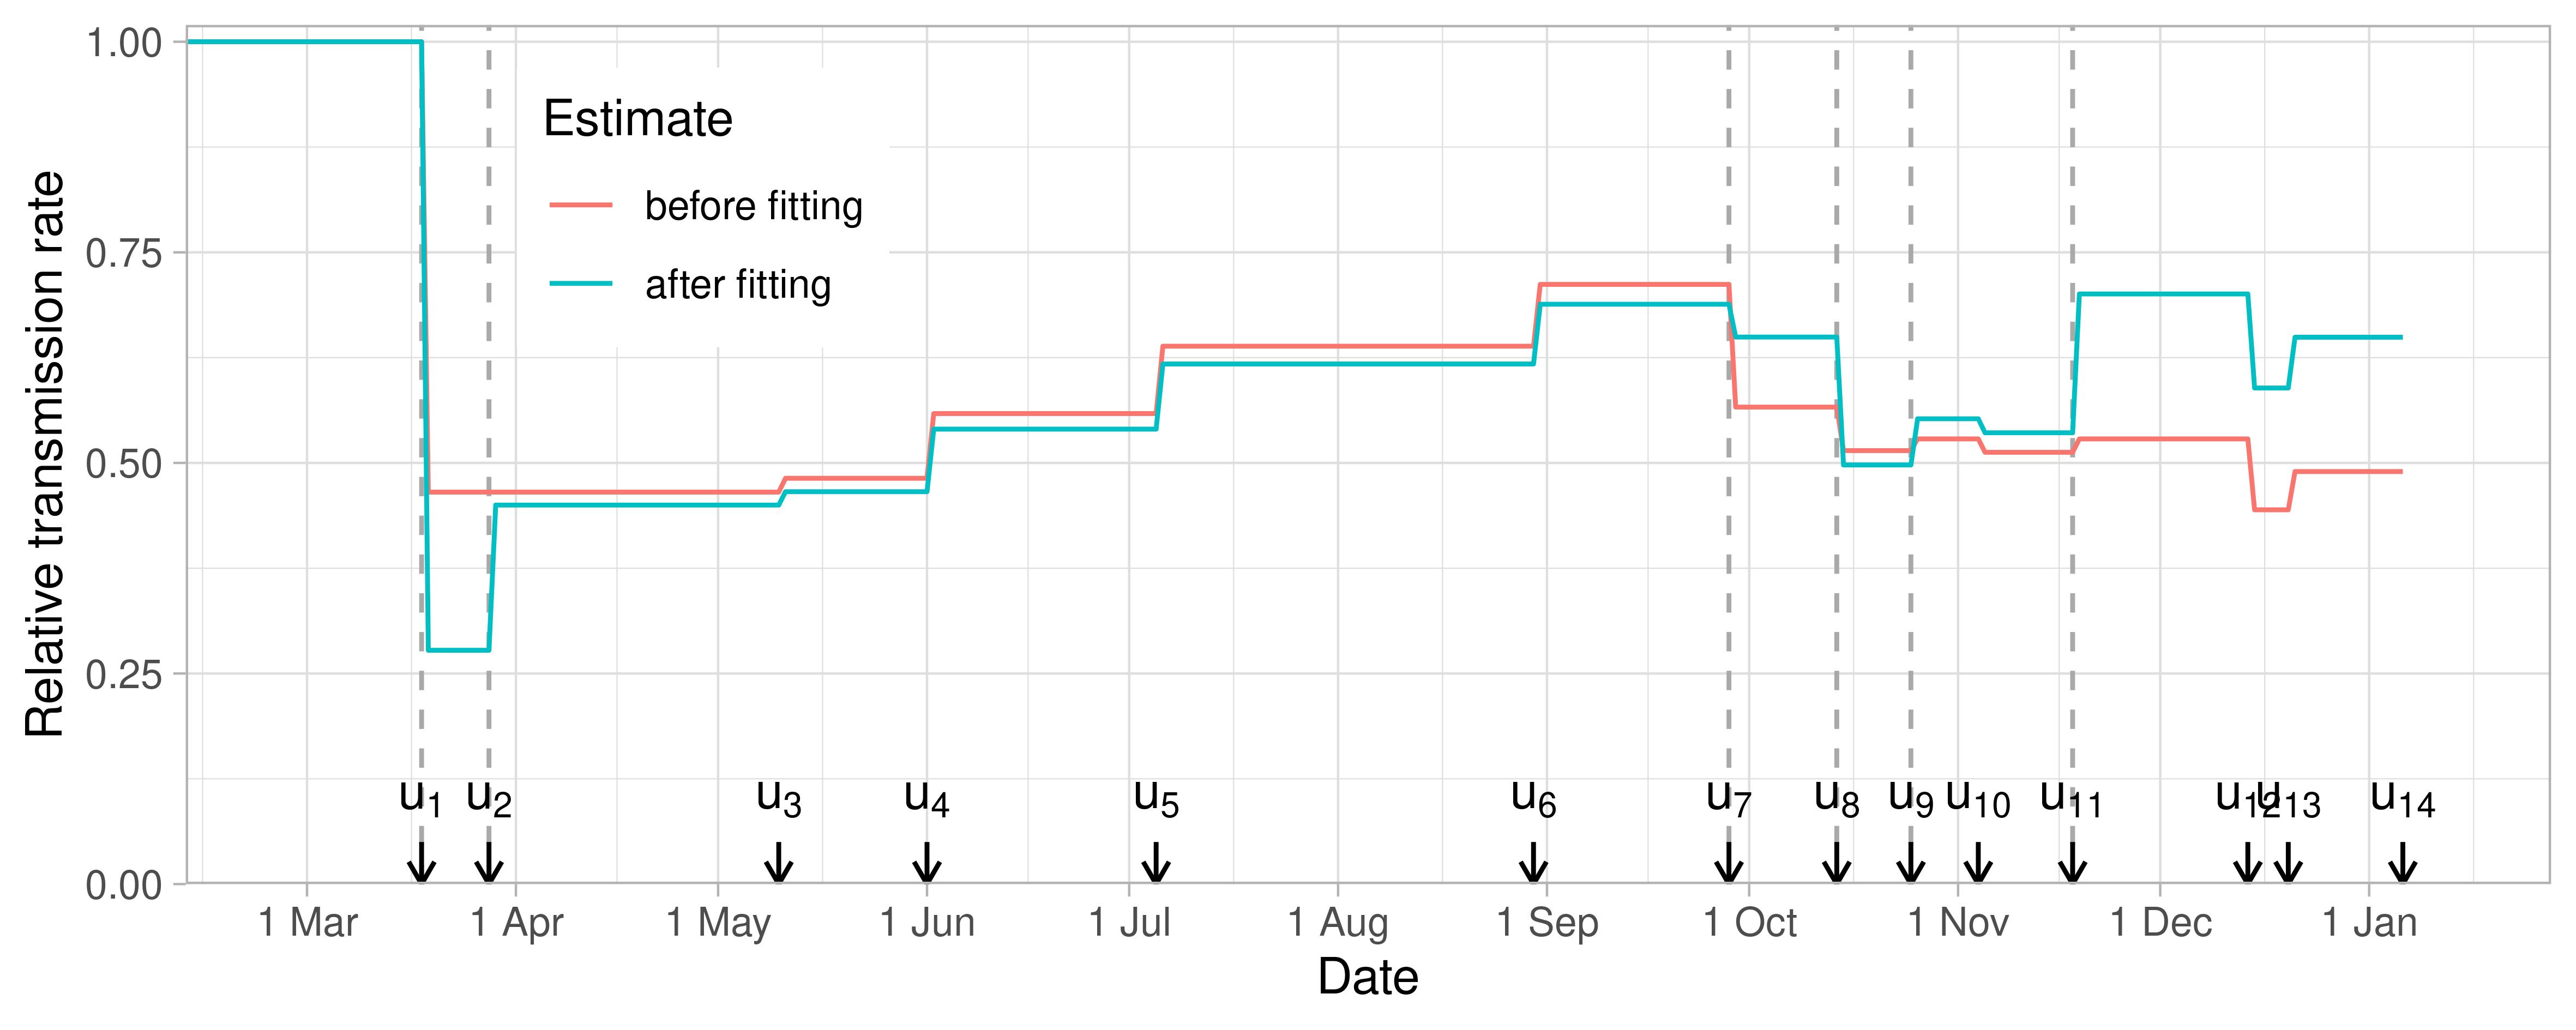 Relative transmission rate
1.00
0.75
0.50
0.25
0.00
Estimate
before fitting
after fitting
u1 u2 u3 u4 u5 u6 u7 u8 u9 u10 u11 u12 u13 u14
1 Mar 1 Apr 1 May 1 Jun 1 Jul 1 Aug 1 Sep 1 Oct 1 Nov 1 Dec 1 Jan
Date